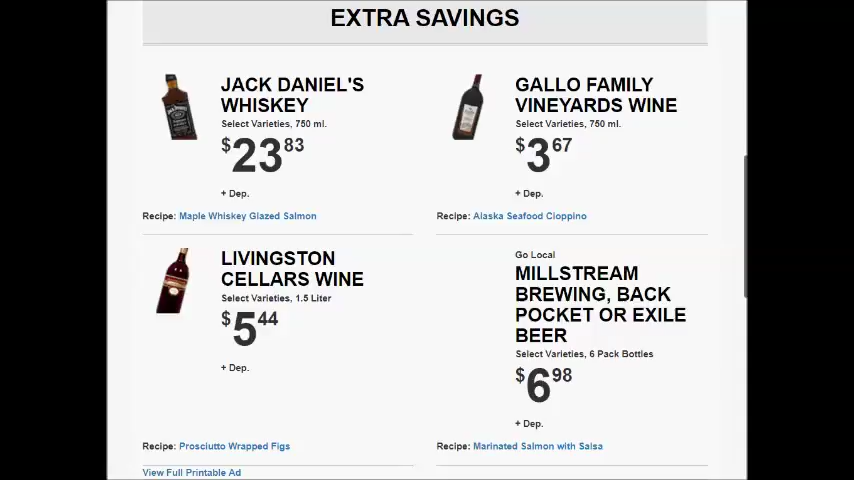 EXTRA SAVINGS
JACK DANIEL'S
WHISKEY
Select Varieties, 750 ml.
$23 83
+ Dep.
Recipe: Maple Whiskey Glazed Salmon
GALLO FAMILY
VINEYARDS WINE
Select Varieties, 750 ml.
$3 67
+ Dep.
Recipe: Alaska Seafood Cioppino
LIVINGSTON
CELLARS WINE
Select Varieties, 1.5 Liter
$5 44
+ Dep.
Recipe: Prosciutto Wrapped Figs
Go Local
MILLSTREAM
BREWING, BACK
POCKET OR EXILE
BEER
Select Varieties, 6 Pack Bottles
$6 98
+ Dep.
Recipe: Marinated Salmon with Salsa
View Full Printable Ad